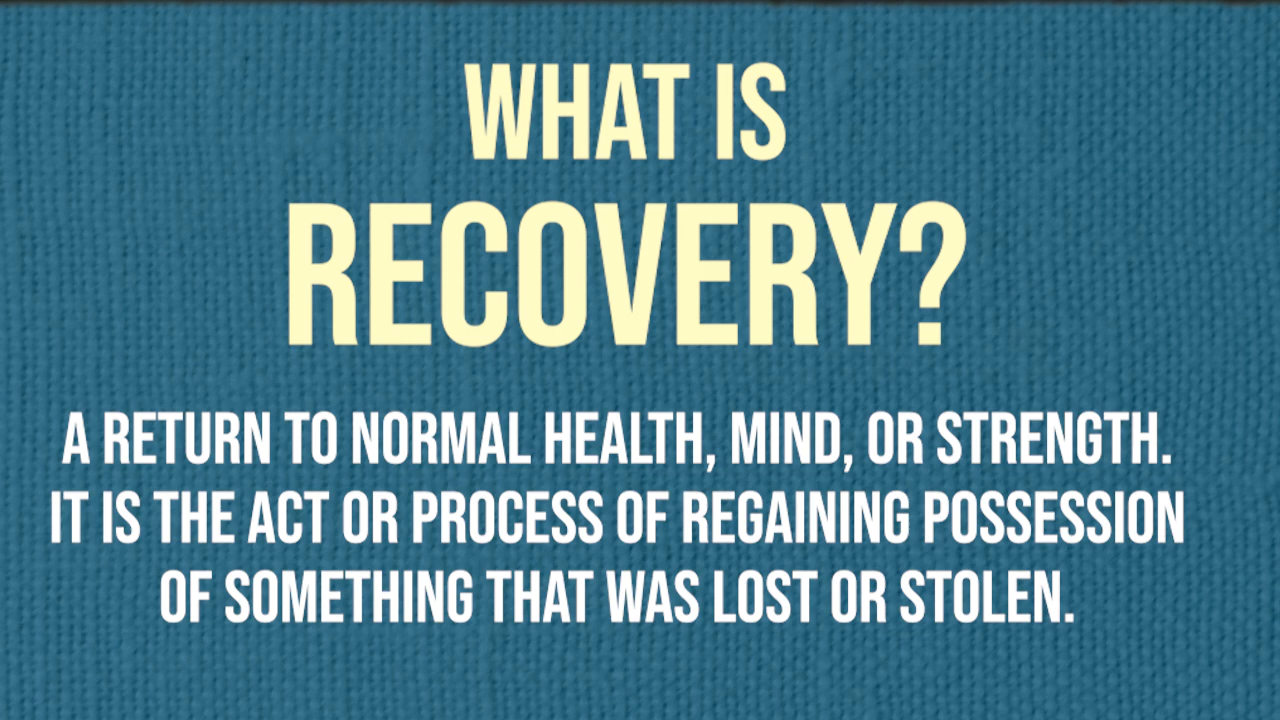 WHAT IS
RECOVERY?
A RETURN TO NORMAL HEALTH, MIND, OR STRENGTH.
IT IS THE ACT OR PROCESS OF REGAINING POSSESSION
OF SOMETHING THAT WAS LOST OR STOLEN.